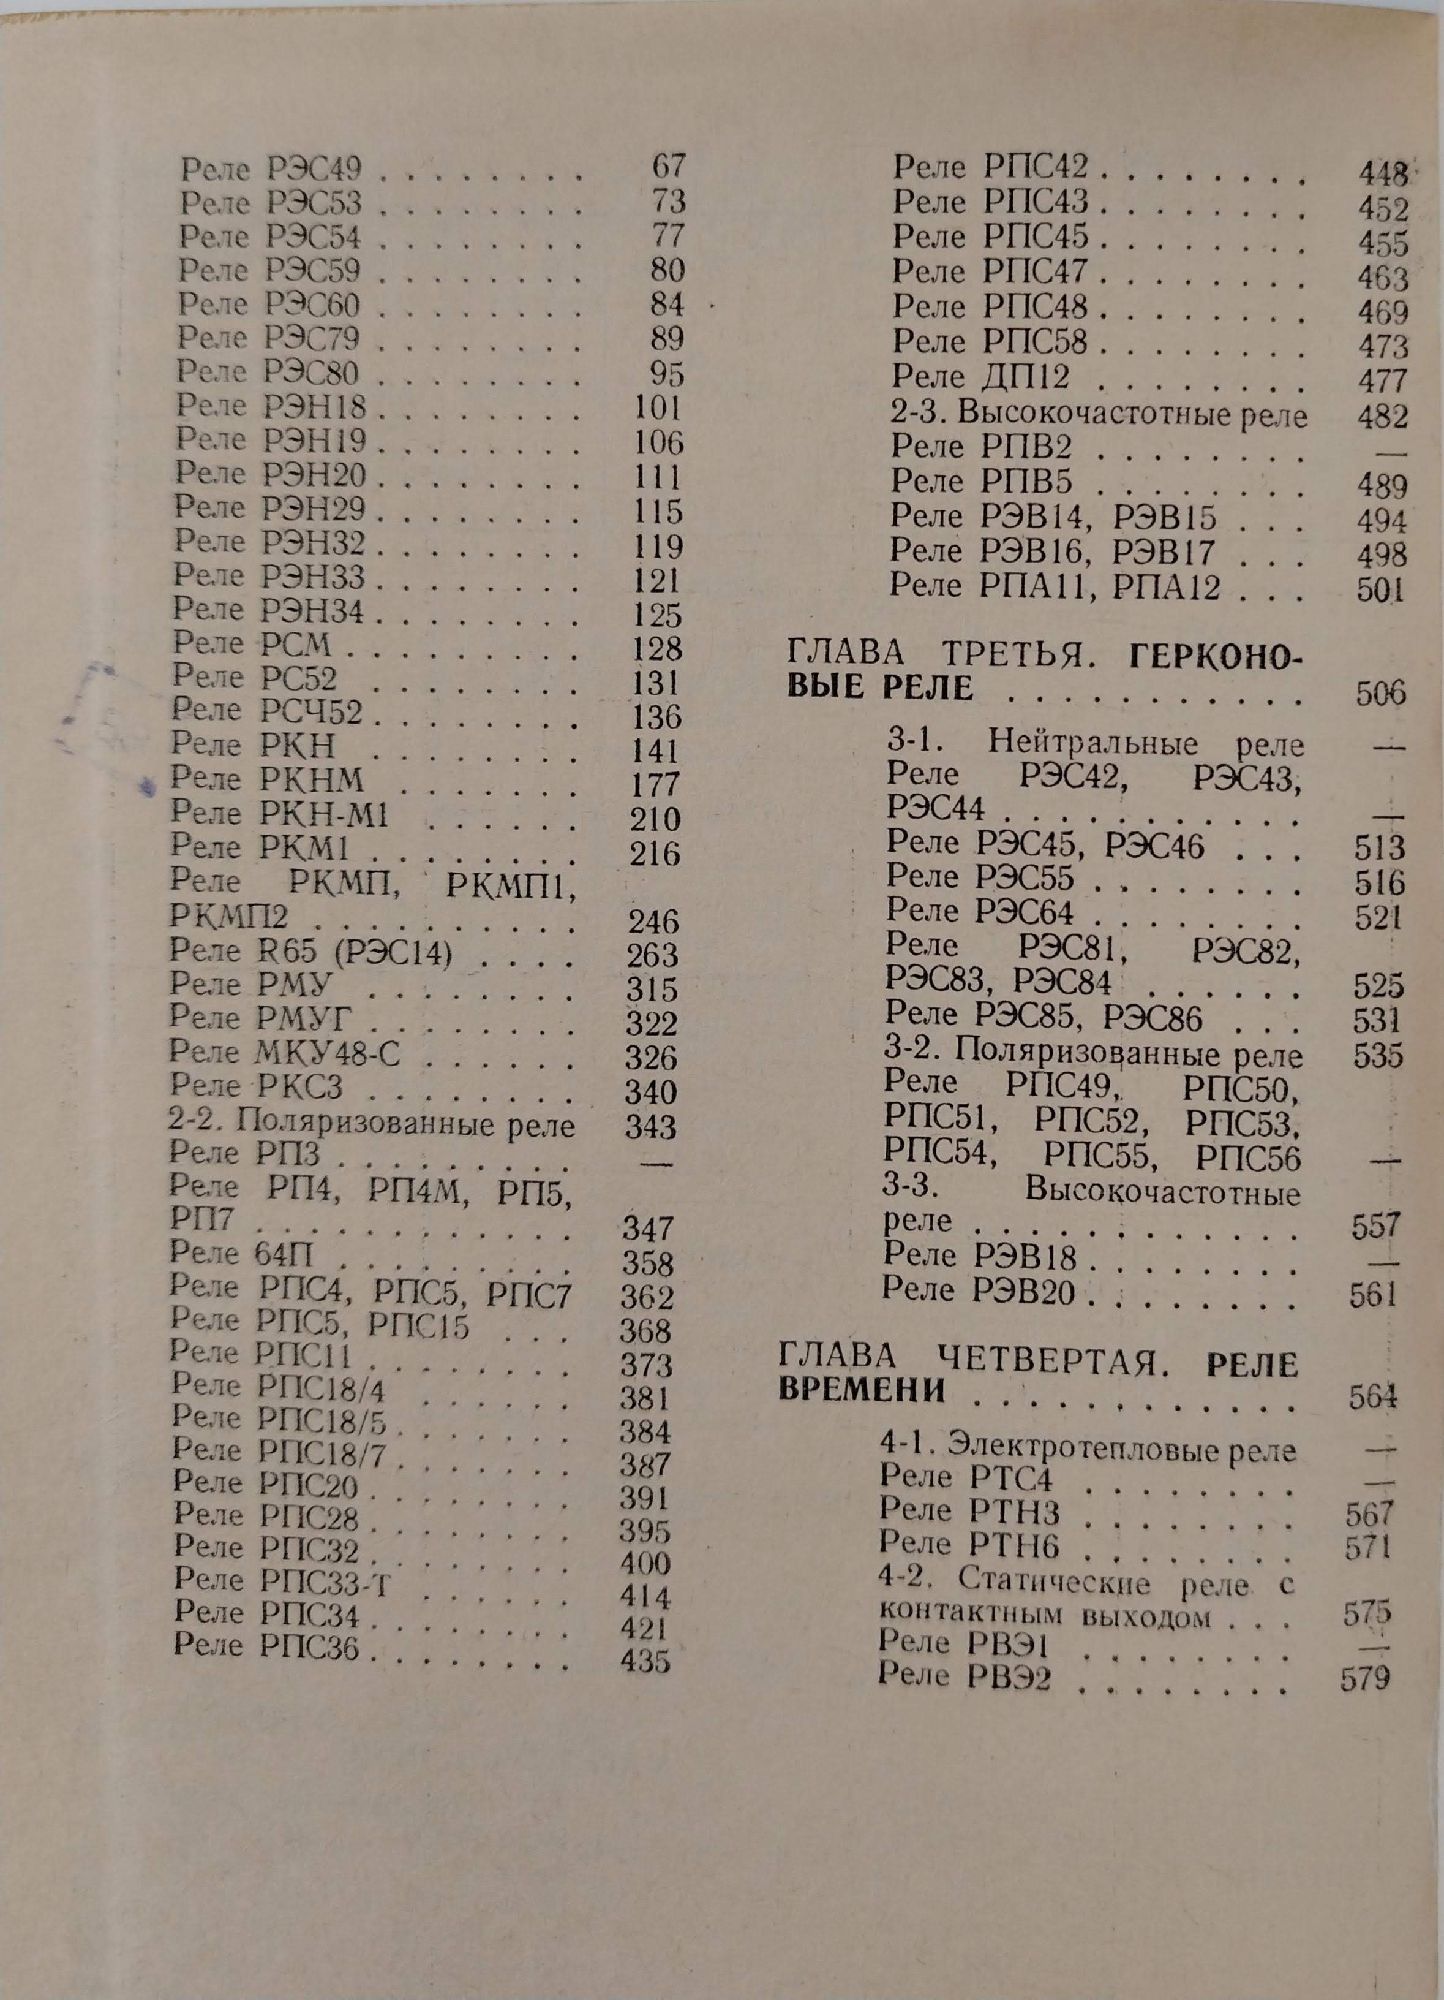 Реле РЭС49 . . . . . . . . 67
Реле РЭС53 . . . . . . . . 73
Реле РЭС54 . . . . . . . . 77
Реле РЭС59 . . . . . . . . 80
Реле РЭС60 . . . . . . . . 84
Реле РЭС79 . . . . . . . . 89
Реле РЭС80 . . . . . . . . 95
Реле РЭН18 . . . . . . . . 101
Реле РЭН19 . . . . . . . . 106
Реле РЭН20 . . . . . . . . 111
Реле РЭН29 . . . . . . . . 115
Реле РЭН32 . . . . . . . . 119
Реле РЭН33 . . . . . . . . 121
Реле РЭН34 . . . . . . . . 125
Реле РСМ . . . . . . . . . 128
Реле РС52 . . . . . . . . 131
Реле РСЧ52 . . . . . . . . 136
Реле РКН . . . . . . . . 141
Реле РКНМ . . . . . . . 177
Реле РКН-М1 . . . . . . 210
Реле РКМ1 . . . . . . . . 216
Реле РКМП, РКМП1,
РКМП2 . . . . . . . . . . 246
Реле R65 (РЭС14) . . . . 263
Реле РМУ . . . . . . . . 315
Реле РМУГ . . . . . . . . 322
Реле МКУ48-С . . . . . . 326
Реле РКС3 . . . . . . . . 340
2-2. Поляризованные реле 343
Реле РП3 . . . . . . . . . —
Реле РП4, РП4М, РП5,
РП7 . . . . . . . . . . . 347
Реле 64П . . . . . . . . . 358
Реле РПС4, РПС5, РПС7 362
Реле РПС5, РПС15 . . . 368
Реле РПС11 . . . . . . . . 373
Реле РПС18/4 . . . . . . 381
Реле РПС18/5 . . . . . . . 384
Реле РПС18/7 . . . . . . . 387
Реле РПС20 . . . . . . . . 391
Реле РПС28 . . . . . . . . 395
Реле РПС32 . . . . . . . . 400
Реле РПС33-Т . . . . . . 414
Реле РПС34 . . . . . . . . 421
Реле РПС36 . . . . . . . . 435
Реле РПС42 . . . . . . . . 448
Реле РПС43 . . . . . . . . 452
Реле РПС45 . . . . . . . . 455
Реле РПС47 . . . . . . . . 463
Реле РПС48 . . . . . . . . 469
Реле РПС58 . . . . . . . . 473
Реле ДП12 . . . . . . . . 477
2-3. Высокочастотные реле 482
Реле РПВ2 . . . . . . . . —
Реле РПВ5 . . . . . . . . 489
Реле РЭВ14, РЭВ15 . . . 494
Реле РЭВ16, РЭВ17 . . . 498
Реле РПА11, РПА12 . . . 501
ГЛАВА ТРЕТЬЯ. ГЕРКОНО-
ВЫЕ РЕЛЕ . . . . . . . . . . . 506
3-1. Нейтральные реле —
Реле РЭС42, РЭС43,
РЭС44 . . . . . . . . . . . —
Реле РЭС45, РЭС46 . . . 513
Реле РЭС55 . . . . . . . . 516
Реле РЭС64 . . . . . . . . 521
Реле РЭС81, РЭС82,
РЭС83, РЭС84 . . . . . . 525
Реле РЭС85, РЭС86 . . . 531
3-2. Поляризованные реле 535
Реле РПС49, РПС50,
РПС51, РПС52, РПС53,
РПС54, РПС55, РПС56 —
3-3. Высокочастотные
реле . . . . . . . . . . . . 557
Реле РЭВ18 . . . . . . . . —
Реле РЭВ20 . . . . . . . . 561
ГЛАВА ЧЕТВЕРТАЯ. РЕЛЕ
ВРЕМЕНИ . . . . . . . . . . . . 564
4-1. Электротепловые реле —
Реле РТС4 . . . . . . . . —
Реле РТН3 . . . . . . . . 567
Реле РТН6 . . . . . . . . 571
4-2. Статические реле с
контактным выходом . . . 575
Реле РВЭ1 . . . . . . . . —
Реле РВЭ2 . . . . . . . . 579